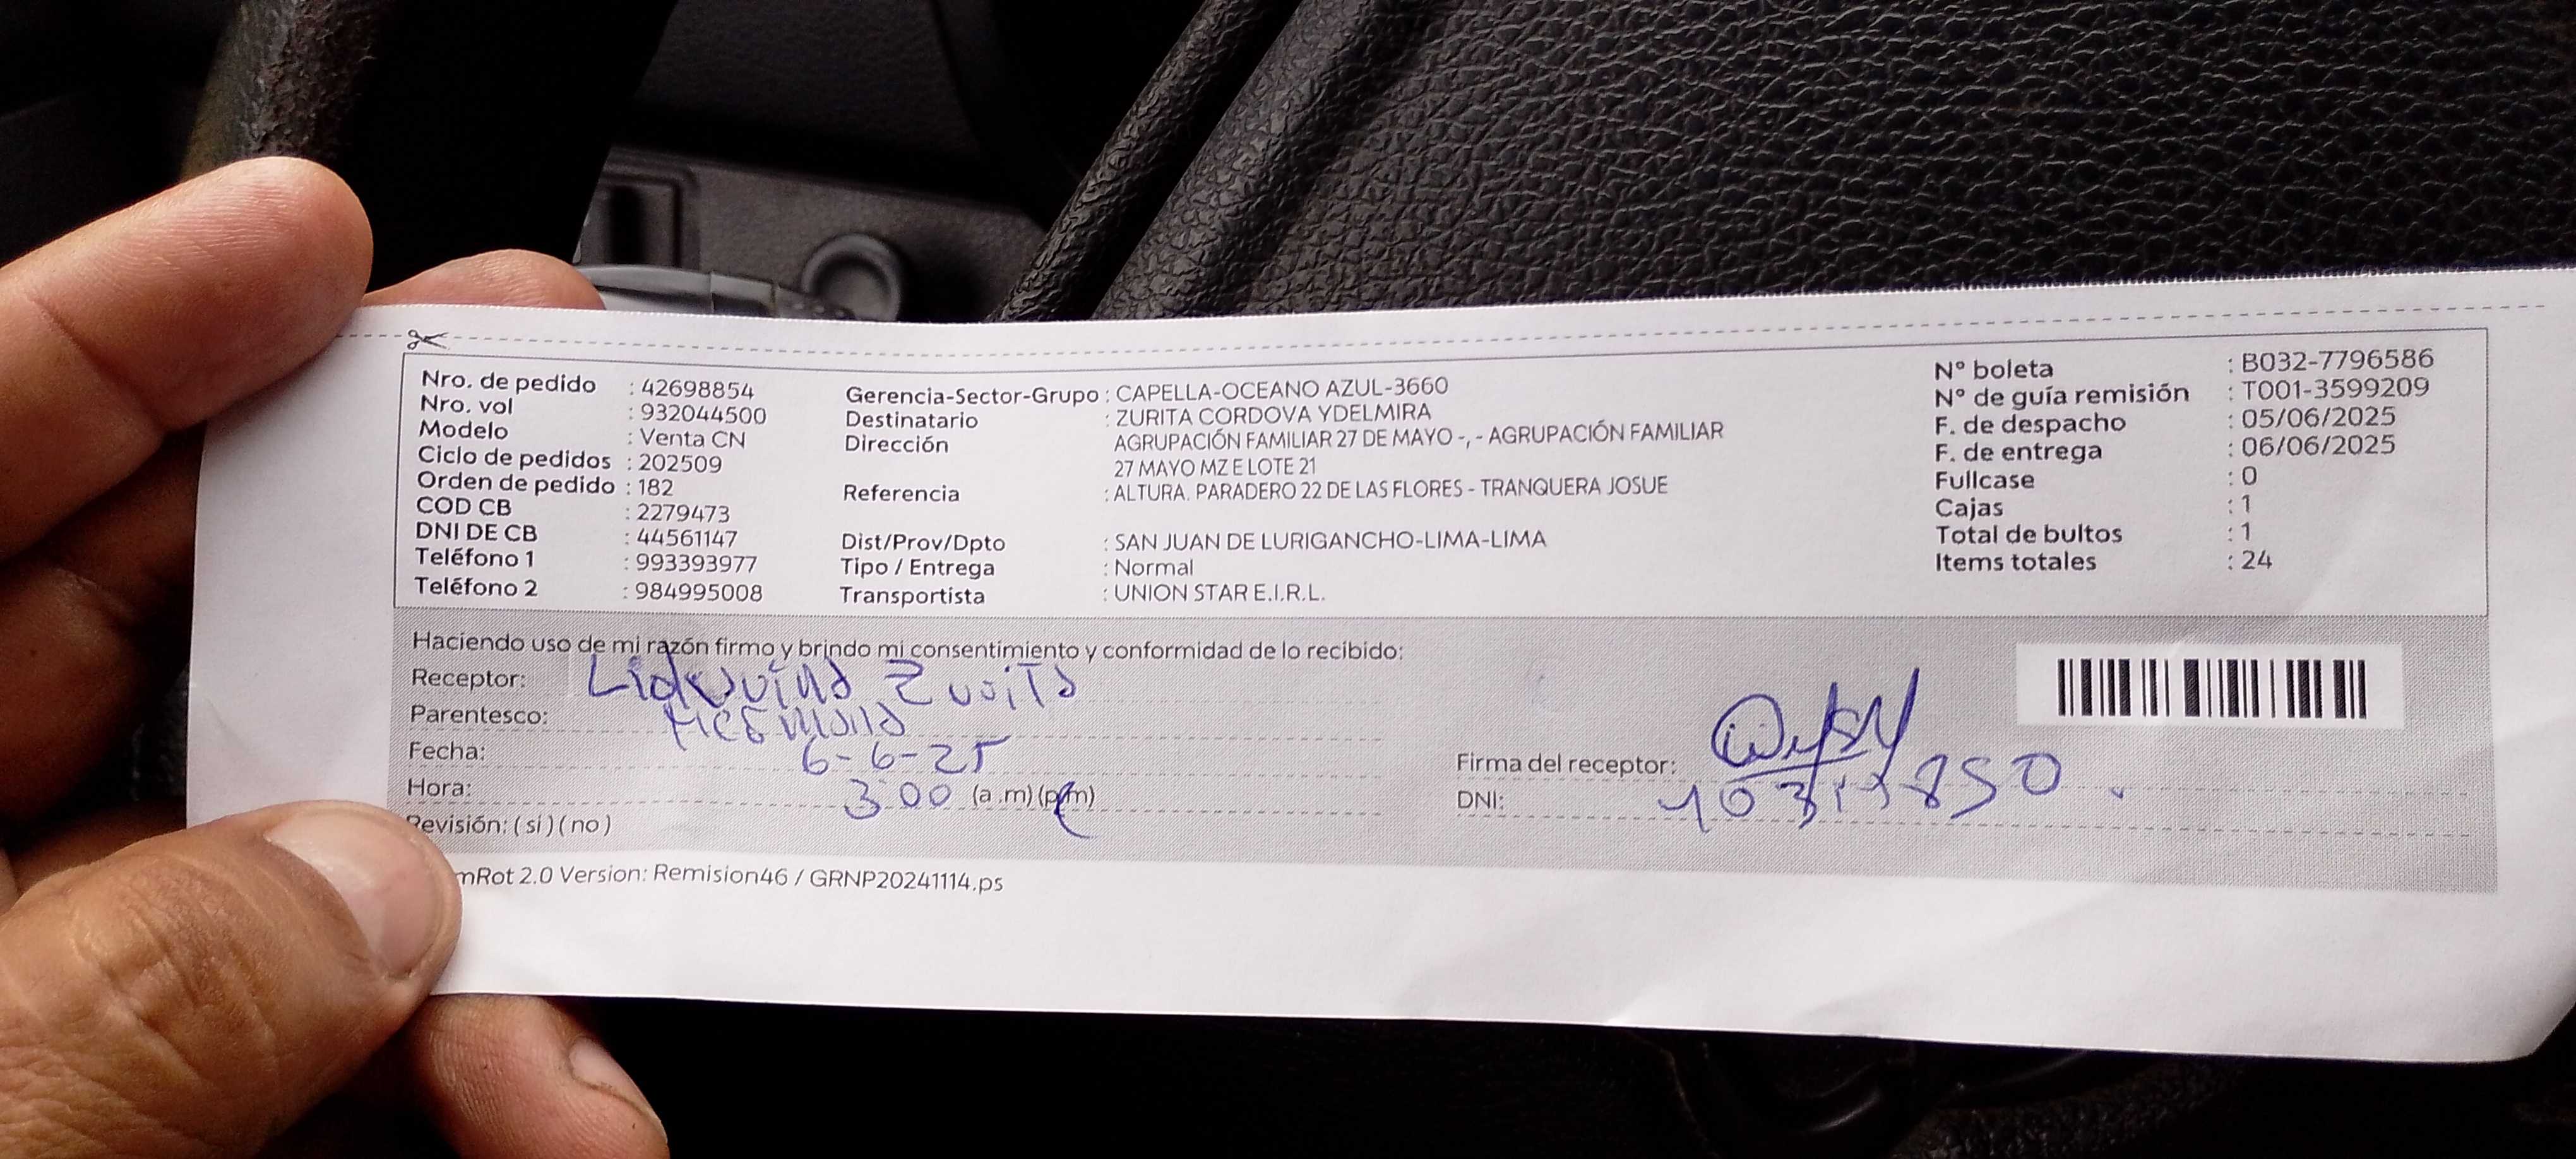 Nro. de pedido : 42698854
Nro. vol : 932044500
Modelo : Venta CN
Ciclo de pedidos : 202509
Orden de pedido : 182
COD CB : 2279473
DNI DE CB : 44561147
Teléfono 1 : 993393977
Teléfono 2 : 984995008
Gerencia-Sector-Grupo : CAPELLA-OCEANO AZUL-3660
Destinatario : ZURITA CORDOVA YDELMIRA
Dirección AGRUPACIÓN FAMILIAR 27 DE MAYO -, - AGRUPACIÓN FAMILIAR
27 MAYO MZ E LOTE 21
Referencia : ALTURA. PARADERO 22 DE LAS FLORES - TRANQUERA JOSUE
Dist/Prov/Dpto : SAN JUAN DE LURIGANCHO-LIMA-LIMA
Tipo / Entrega : Normal
Transportista : UNION STAR E.I.R.L.
N° boleta : B032-7796586
N° de guía remisión : T001-3599209
F. de despacho : 05/06/2025
F. de entrega : 06/06/2025
Fullcase : 0
Cajas : 1
Total de bultos : 1
Items totales : 24
Haciendo uso de mi razón firmo y brindo mi consentimiento y conformidad de lo recibido:
Receptor: Zurita
Parentesco: Hermana
Fecha: 6-6-25
Hora: 3 00 (a .m) (p.m)
Revisión: ( si ) ( no )
Firma del receptor:
DNI:
mRot 2.0 Version: Remision46 / GRNP20241114.ps